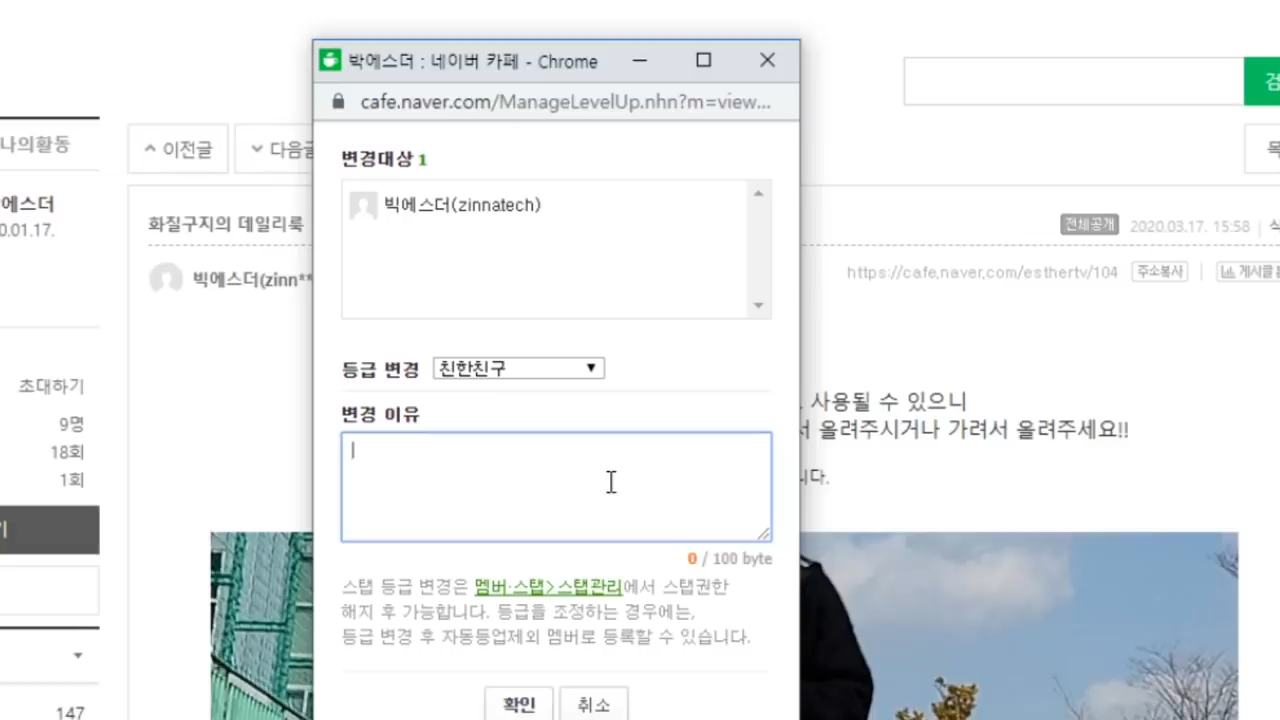 박에스더 : 네이버 카페 - Chrome
cafe.naver.com/ManageLevelUp.nhn?m=view...
나의활동
이전글
다음글
변경대상 1
빅에스더(zinnatech)
에스더
0.01.17.
화질구지의 데일리룩
전체공개 2020.03.17. 15:58
빅에스더(zinn**
https://cafe.naver.com/esthertv/104 주소복사
등급 변경 친한친구
초대하기
사용될 수 있으니
변경 이유
9명
서 올려주시거나 가려서 올려주세요!!
18회
니다.
1회
0 / 100 byte
스탭 등급 변경은 멤버·스탭>스탭관리에서 스탭권한
해지 후 가능합니다. 등급을 조정하는 경우에는,
등급 변경 후 자동등업제외 멤버로 등록할 수 있습니다.
확인
취소
147